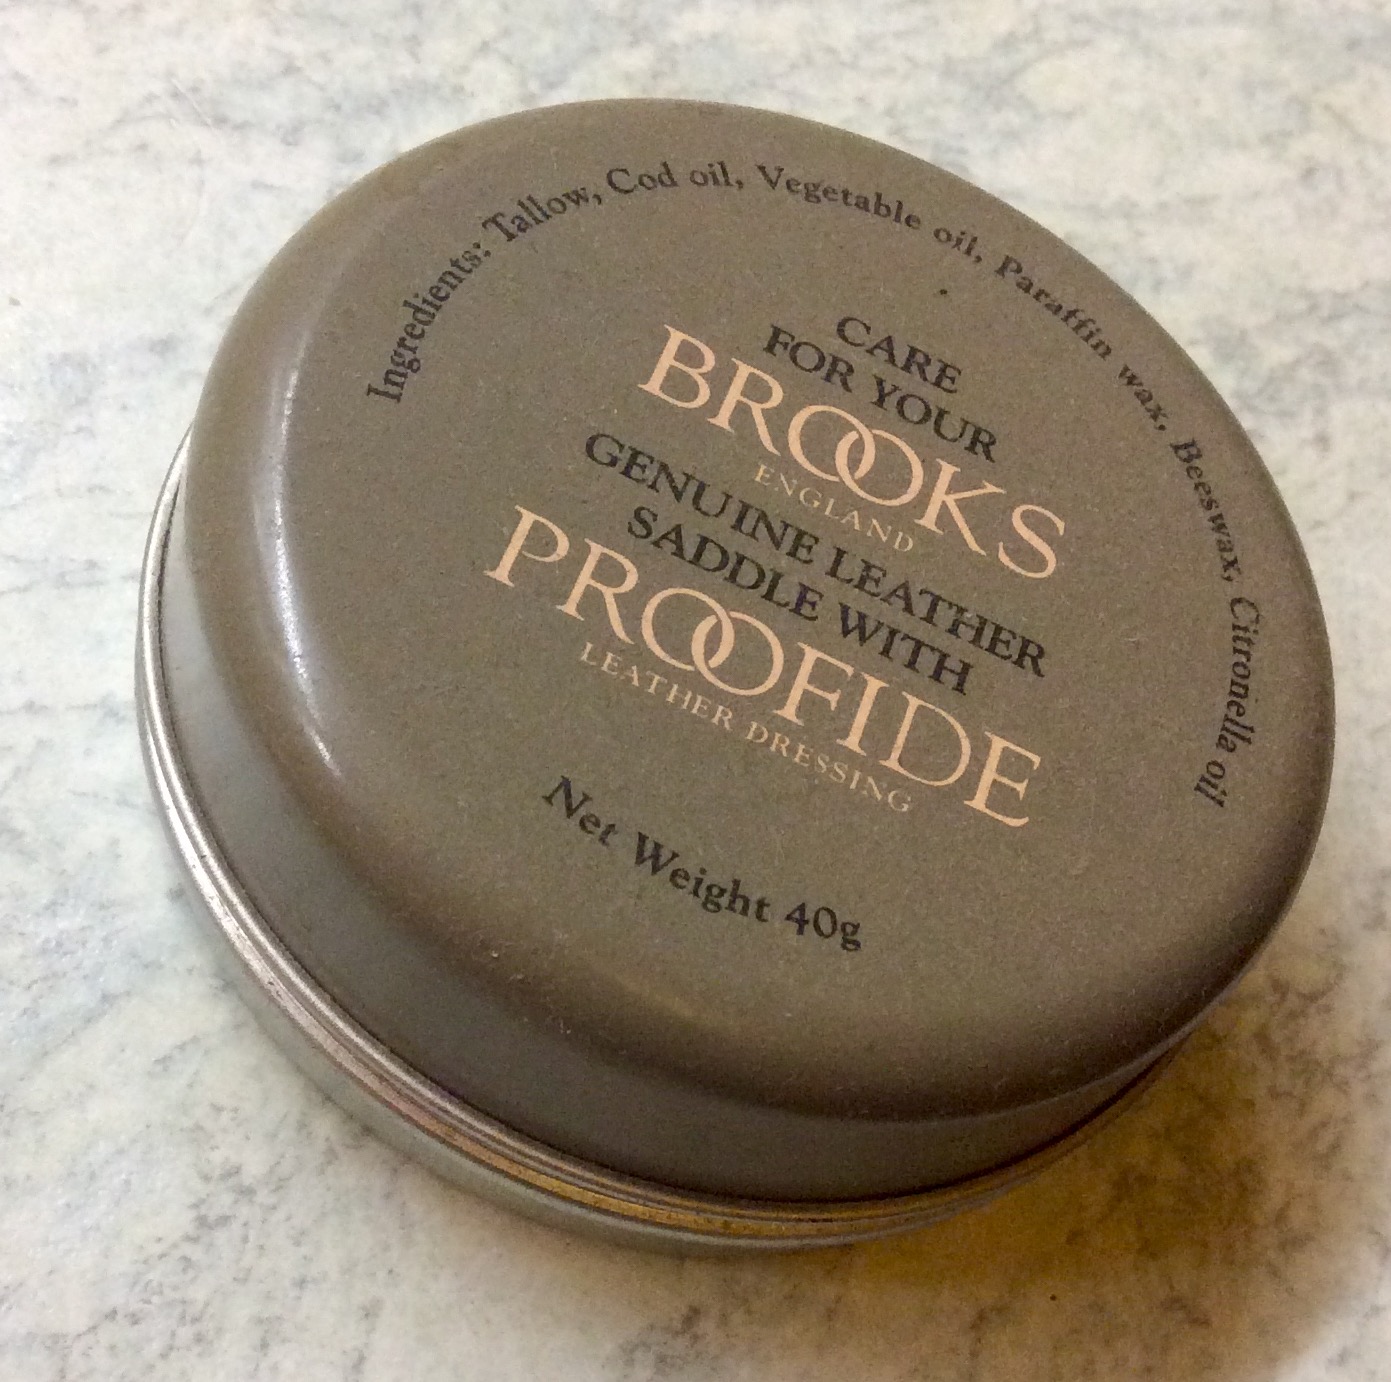 Ingredients: Tallow, Cod oil, Vegetable oil, Paraffin wax, Beeswax, Citronella oil
CARE
FOR YOUR
BROOKS
ENGLAND
GENUINE LEATHER
SADDLE WITH
PROOFIDE
LEATHER DRESSING
Net Weight 40g